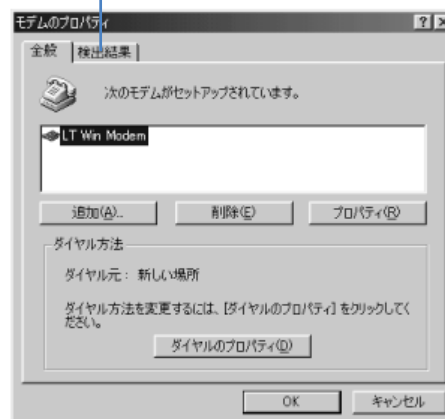 モデムのプロパティ
全般 検出結果
次のモデムがセットアップされています。
LT Win Modem
追加(A)... 削除(E) プロパティ(R)
ダイヤル方法
ダイヤル元： 新しい場所
ダイヤル方法を変更するには、[ダイヤルのプロパティ] をクリックしてく
ださい。
ダイヤルのプロパティ(D)
OK キャンセル